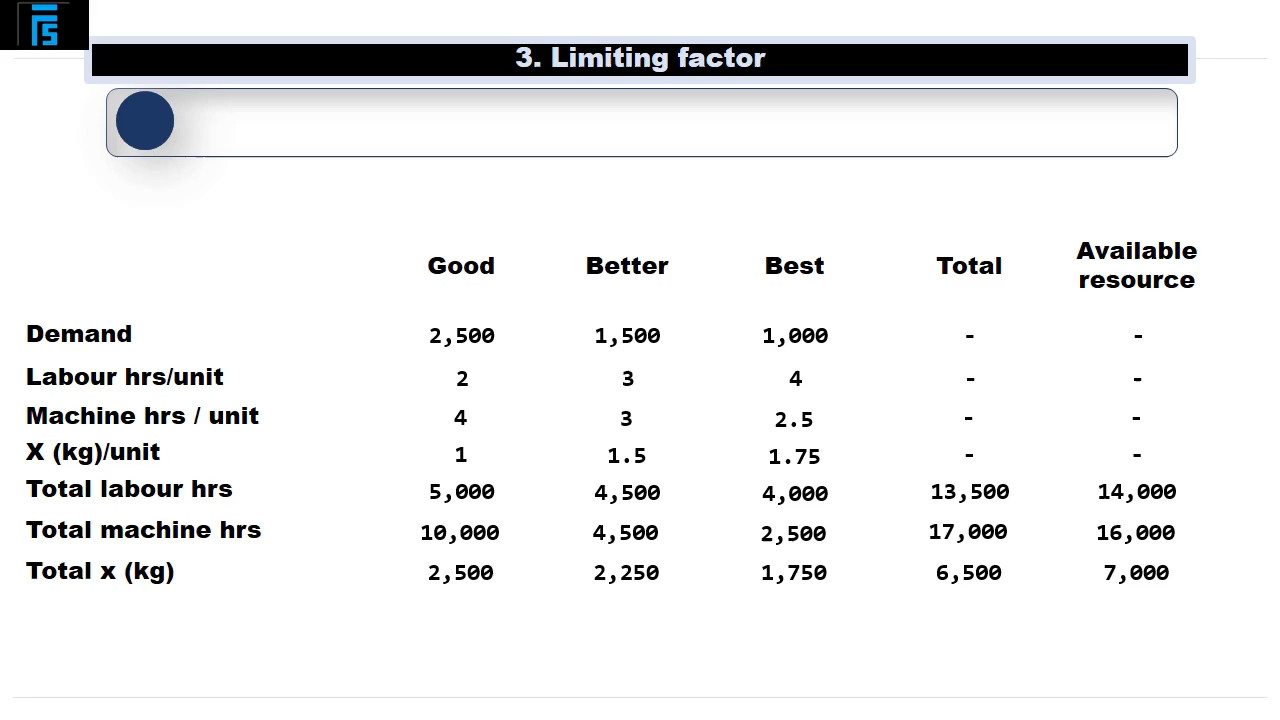 FFS
3. Limiting factor
Good Better Best Total Available resource
Demand 2,500 1,500 1,000 - -
Labour hrs/unit 2 3 4 - -
Machine hrs / unit 4 3 2.5 - -
X (kg)/unit 1 1.5 1.75 - -
Total labour hrs 5,000 4,500 4,000 13,500 14,000
Total machine hrs 10,000 4,500 2,500 17,000 16,000
Total x (kg) 2,500 2,250 1,750 6,500 7,000